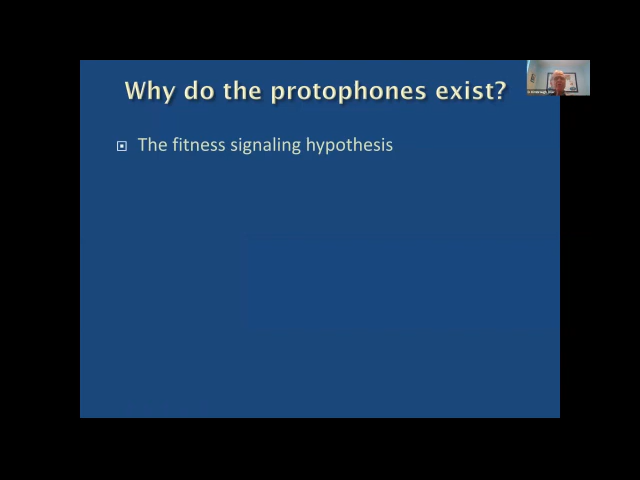 Why do the protophones exist?
The fitness signaling hypothesis